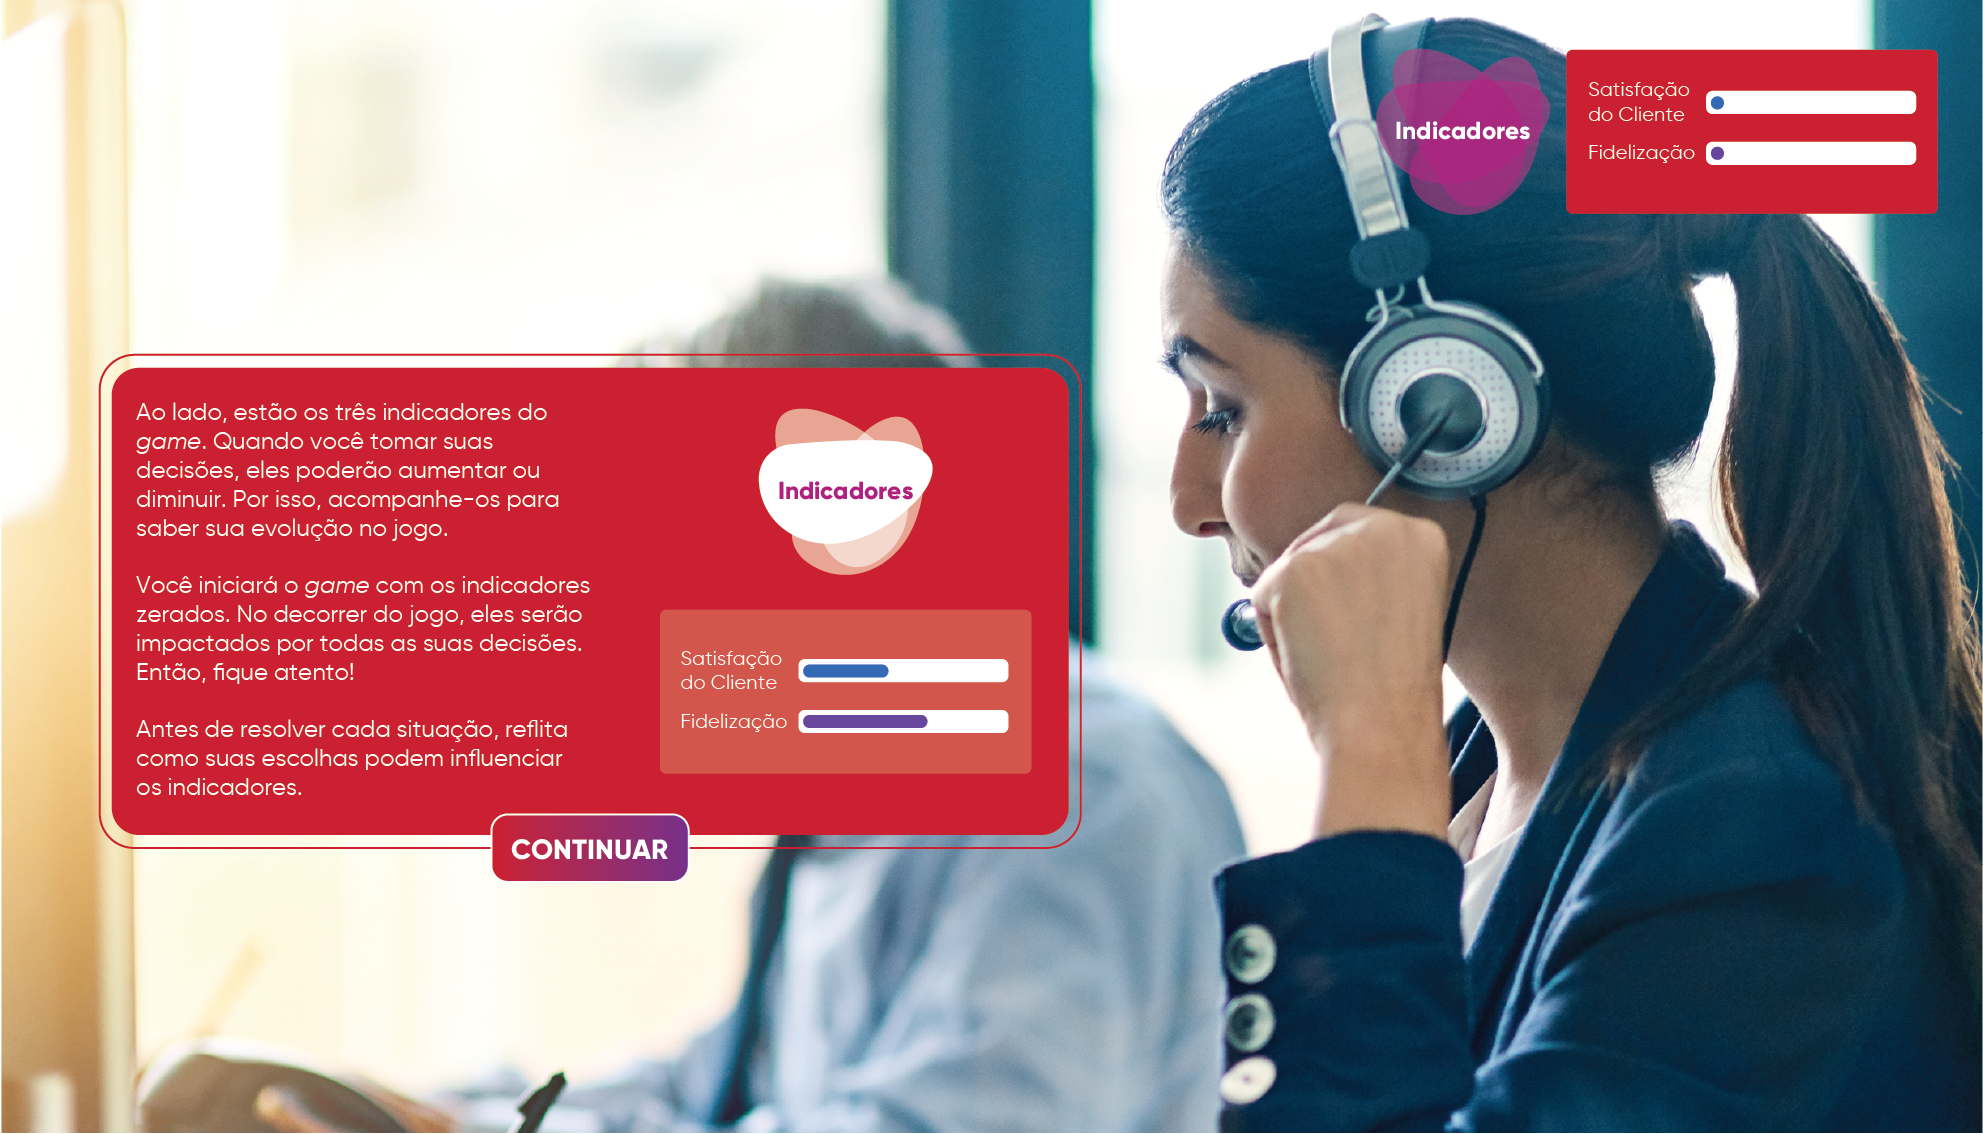 Indicadores
Satisfação
do Cliente
Fidelização
Ao lado, estão os três indicadores do
game. Quando você tomar suas
decisões, eles poderão aumentar ou
diminuir. Por isso, acompanhe-os para
saber sua evolução no jogo.
Você iniciará o game com os indicadores
zerados. No decorrer do jogo, eles serão
impactados por todas as suas decisões.
Então, fique atento!
Antes de resolver cada situação, reflita
como suas escolhas podem influenciar
os indicadores.
Indicadores
Satisfação
do Cliente
Fidelização
CONTINUAR